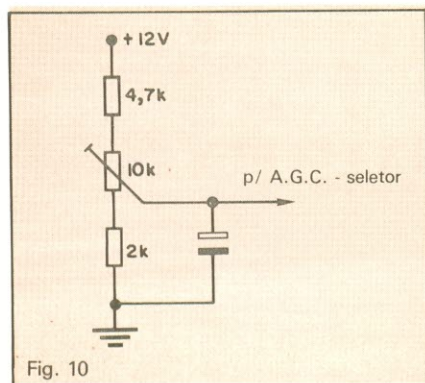 + 12V
4,7k
10k
p/ A.G.C. - seletor
2k
Fig. 10